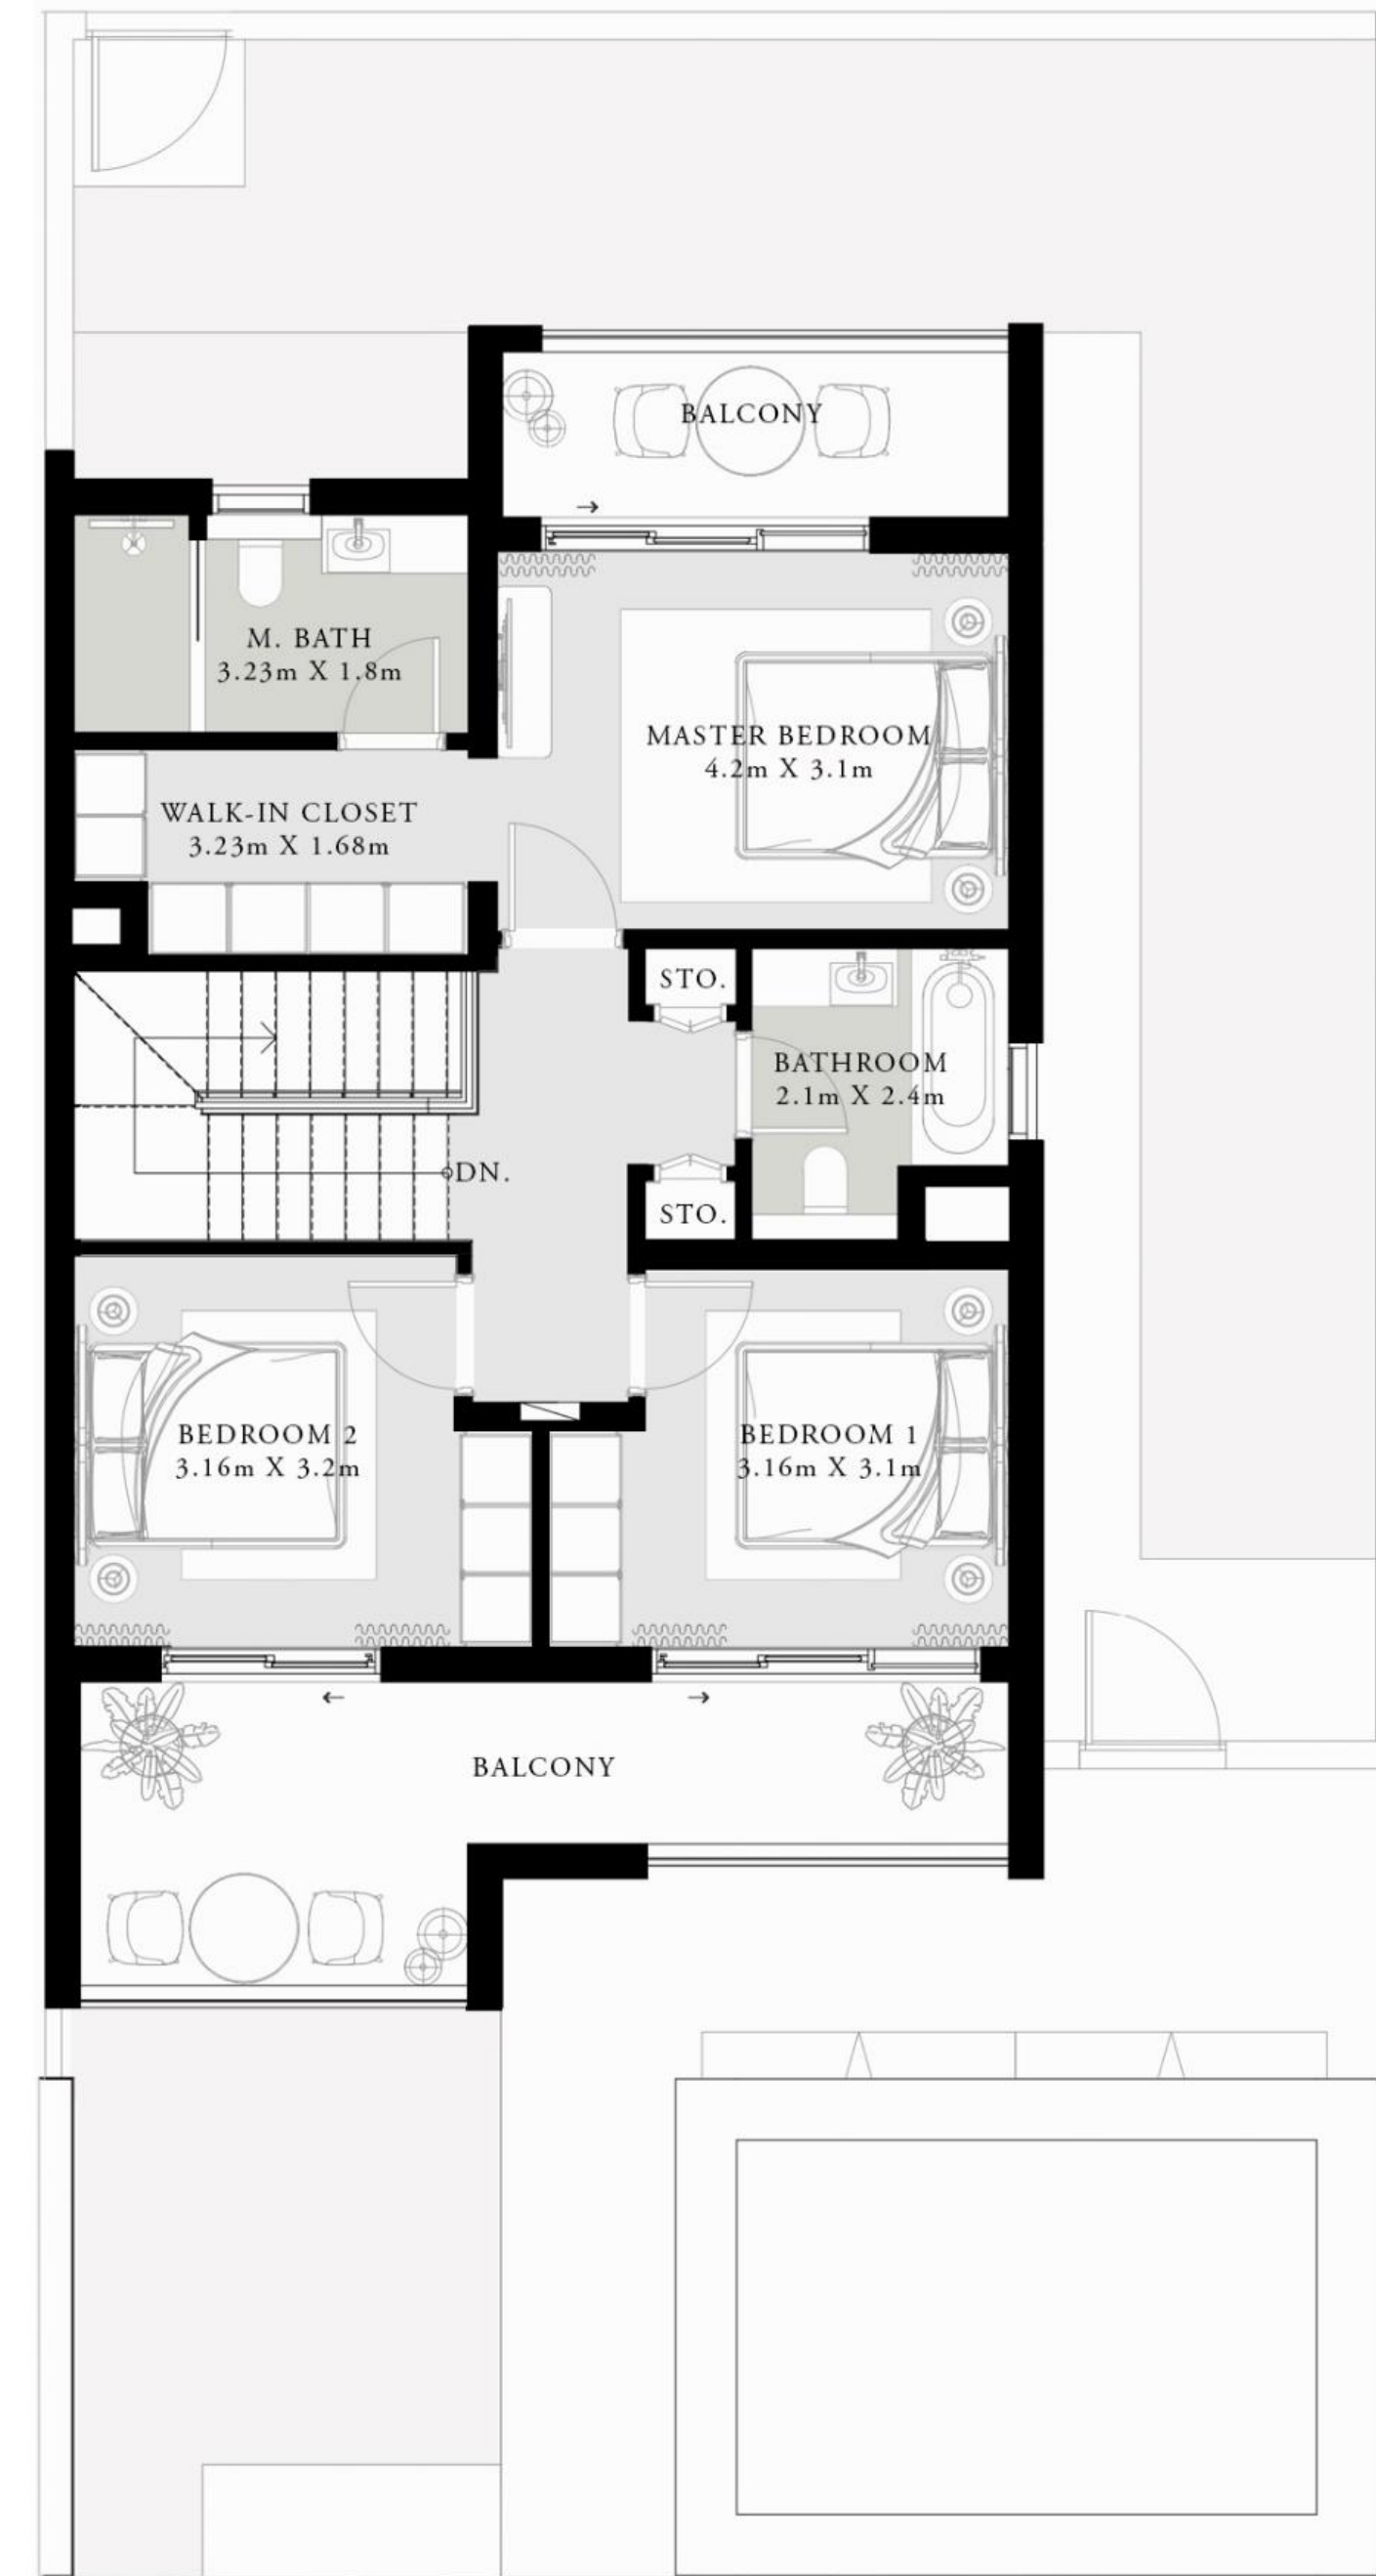 BALCONY
M. BATH
3.23m X 1.8m
MASTER BEDROOM
4.2m X 3.1m
WALK-IN CLOSET
3.23m X 1.68m
STO.
BATHROOM
2.1m X 2.4m
DN.
STO.
BEDROOM 2
3.16m X 3.2m
BEDROOM 1
3.16m X 3.1m
BALCONY